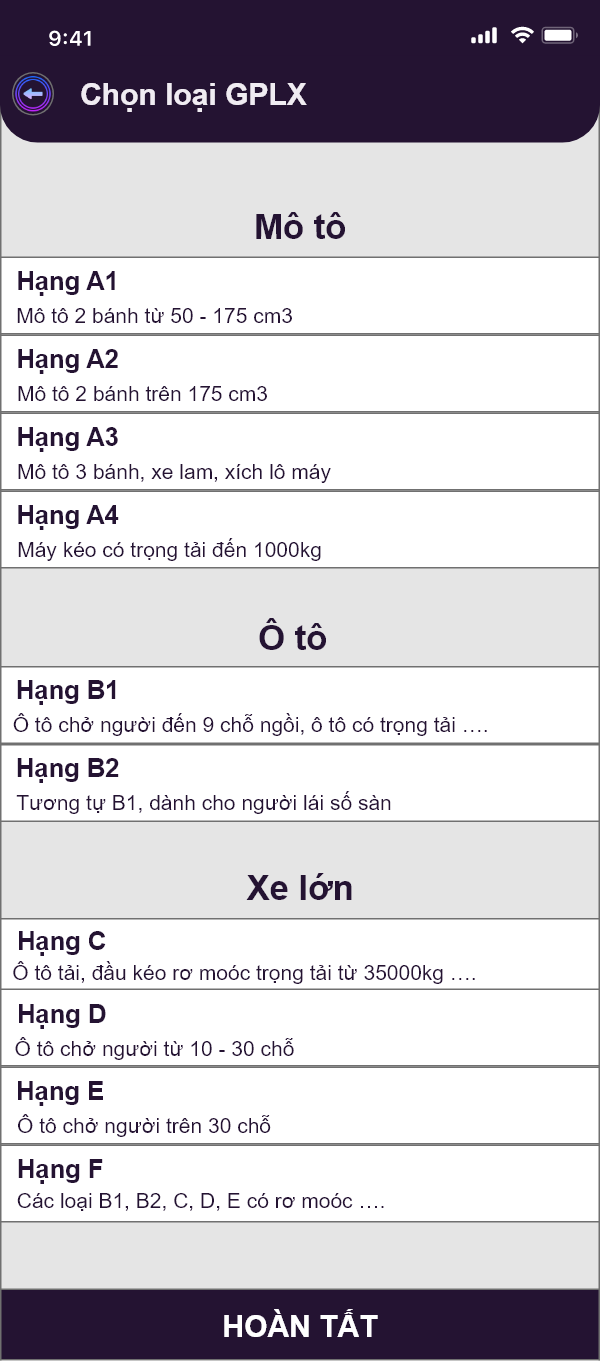 9:41
Chọn loại GPLX
Mô tô
Hạng A1
Mô tô 2 bánh từ 50 - 175 cm3
Hạng A2
Mô tô 2 bánh trên 175 cm3
Hạng A3
Mô tô 3 bánh, xe lam, xích lô máy
Hạng A4
Máy kéo có trọng tải đến 1000kg
Ô tô
Hạng B1
Ô tô chở người đến 9 chỗ ngồi, ô tô có trọng tải ....
Hạng B2
Tương tự B1, dành cho người lái số sàn
Xe lớn
Hạng C
Ô tô tải, đầu kéo rơ moóc trọng tải từ 35000kg ....
Hạng D
Ô tô chở người từ 10 - 30 chỗ
Hạng E
Ô tô chở người trên 30 chỗ
Hạng F
Các loại B1, B2, C, D, E có rơ moóc ....
HOÀN TẤT